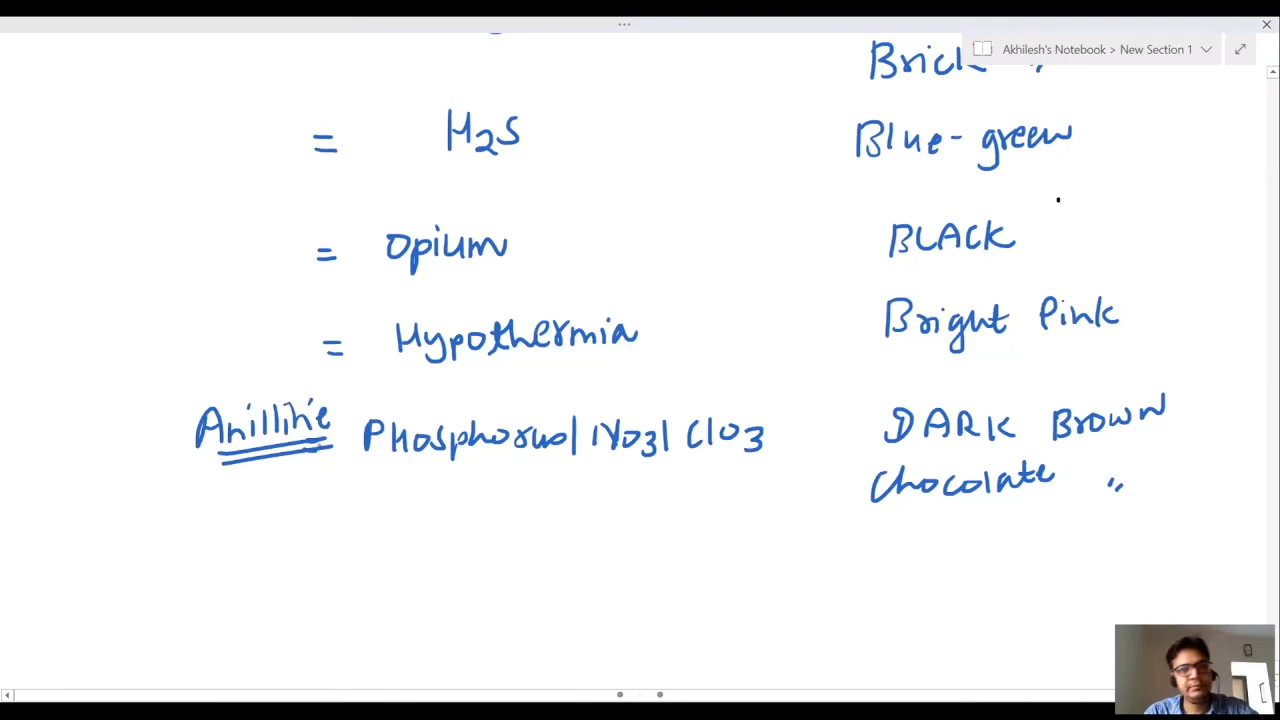 ...
Akhilesh's Notebook > New Section 1
Brick "
= H2S Blue-green
= Opium BLACK
= Hypothermia Bright Pink
Anilline Phosphorus/NO3/ClO3 DARK Brown
Chocolate "